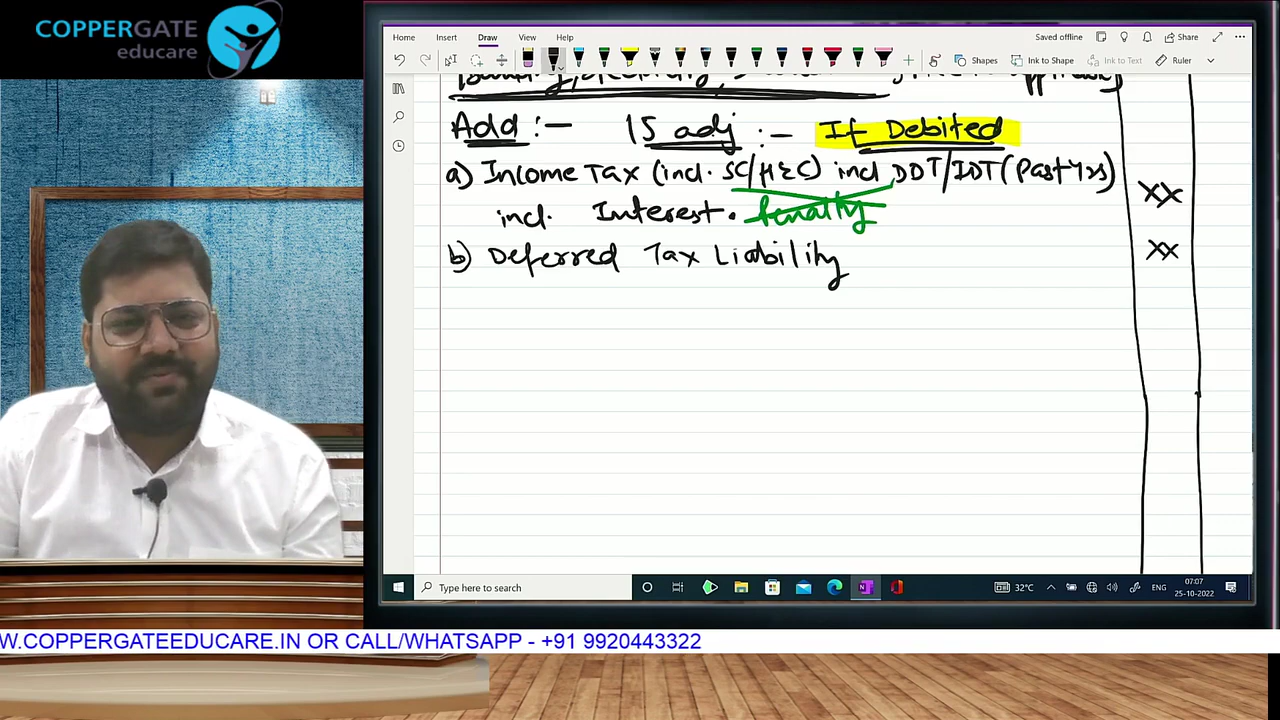 COPPERGATE
educare
Home Insert Draw View Help
Saved offline
Share
Shapes
Ink to Shape
Ink to Text
Ruler
Add :- 15 adj :- If Debited
a) Income Tax (incl. SC/HEC) incl DDT/IDT (Past Yrs) XX
incl. Interest. Penalty
b) Deferred Tax Liability XX
Type here to search
32°C
ENG
07:07
25-10-2022
W.COPPERGATEEDUCARE.IN OR CALL/WHATSAPP - +91 9920443322